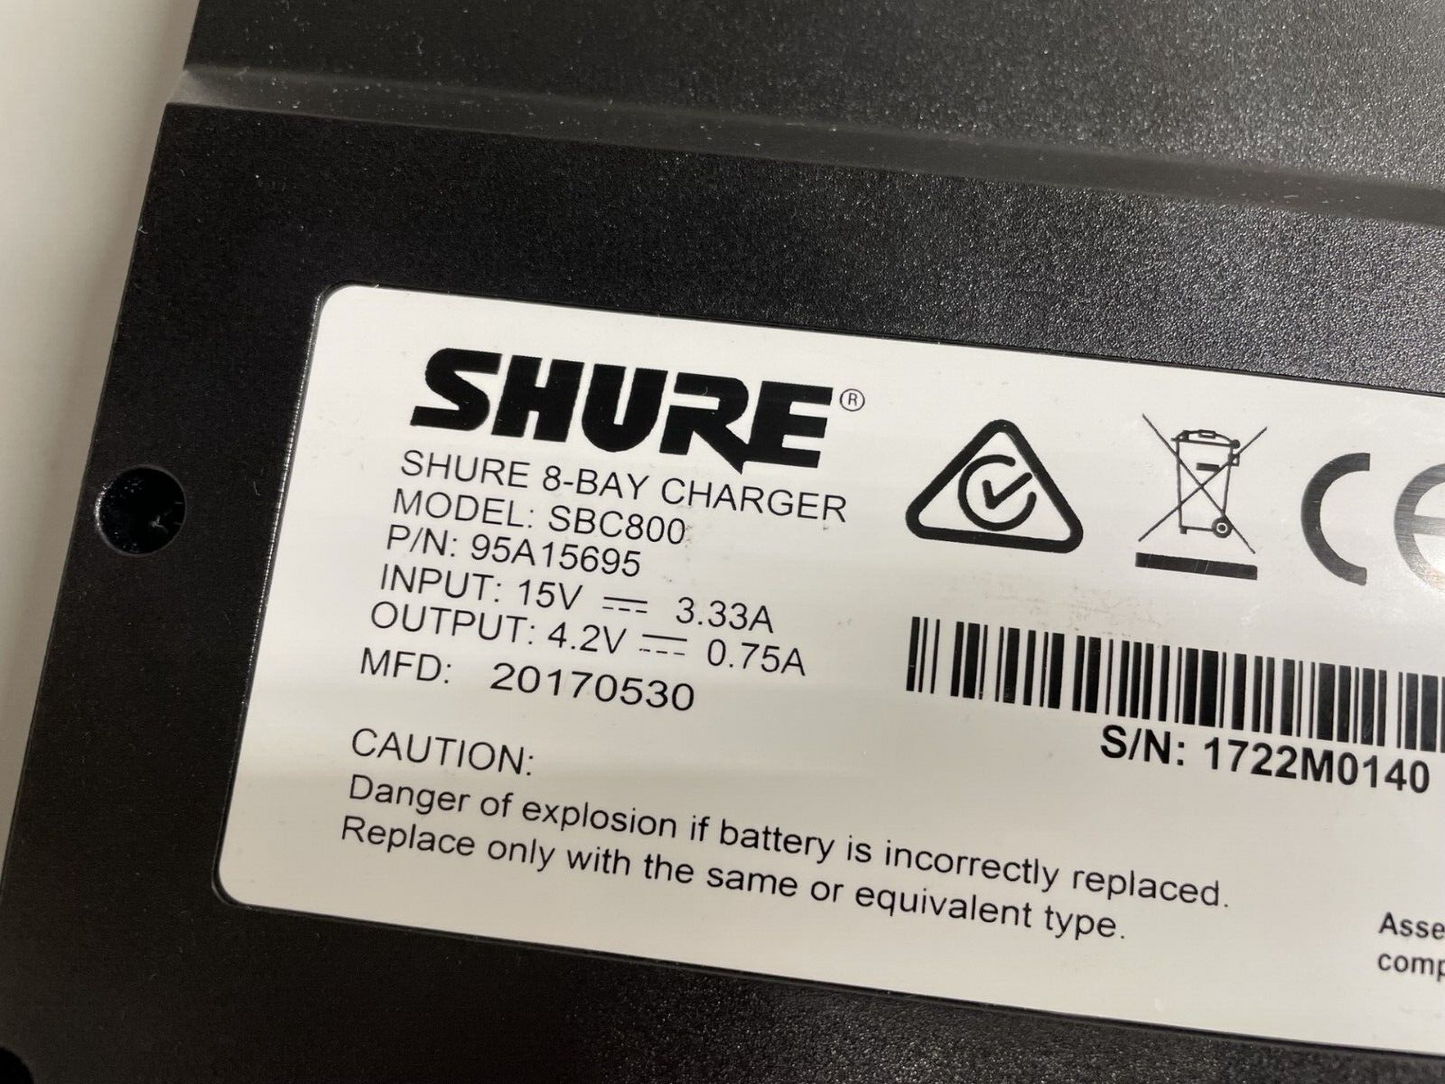 SHURE®
SHURE 8-BAY CHARGER
MODEL: SBC800
P/N: 95A15695
INPUT: 15V ⎓ 3.33A
OUTPUT: 4.2V ⎓ 0.75A
MFD: 20170530
CE
S/N: 1722M0140
CAUTION:
Danger of explosion if battery is incorrectly replaced.
Replace only with the same or equivalent type.